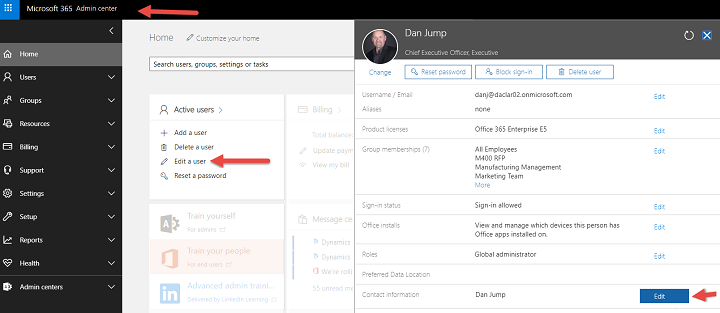 Microsoft 365 Admin center
Home
Users
Groups
Resources
Billing
Support
Settings
Setup
Reports
Health
Admin centers
Home
Customize your home
Search users, groups, settings or tasks
Active users
Add a user
Delete a user
Edit a user
Reset a password
Billing
Total balance
Update paym
View my bill
Train yourself
For admins
Train your people
For end users
Advanced admin traini
Delivered by LinkedIn Learning
Message ce
Dynamics
Dynamics
We're rolli
55 unread me
Dan Jump
Chief Executive Officer, Executive
Change
Reset password
Block sign-in
Delete user
Username / Email
danj@daclar02.onmicrosoft.com
Edit
Aliases
none
Product licenses
Office 365 Enterprise E5
Edit
Group memberships (7)
All Employees
Edit
M400 RFP
Manufacturing Management
Marketing Team
More
Sign-in status
Sign-in allowed
Edit
Office installs
View and manage which devices this person has
Office apps installed on.
Edit
Roles
Global administrator
Edit
Preferred Data Location
Contact information
Dan Jump
Edit